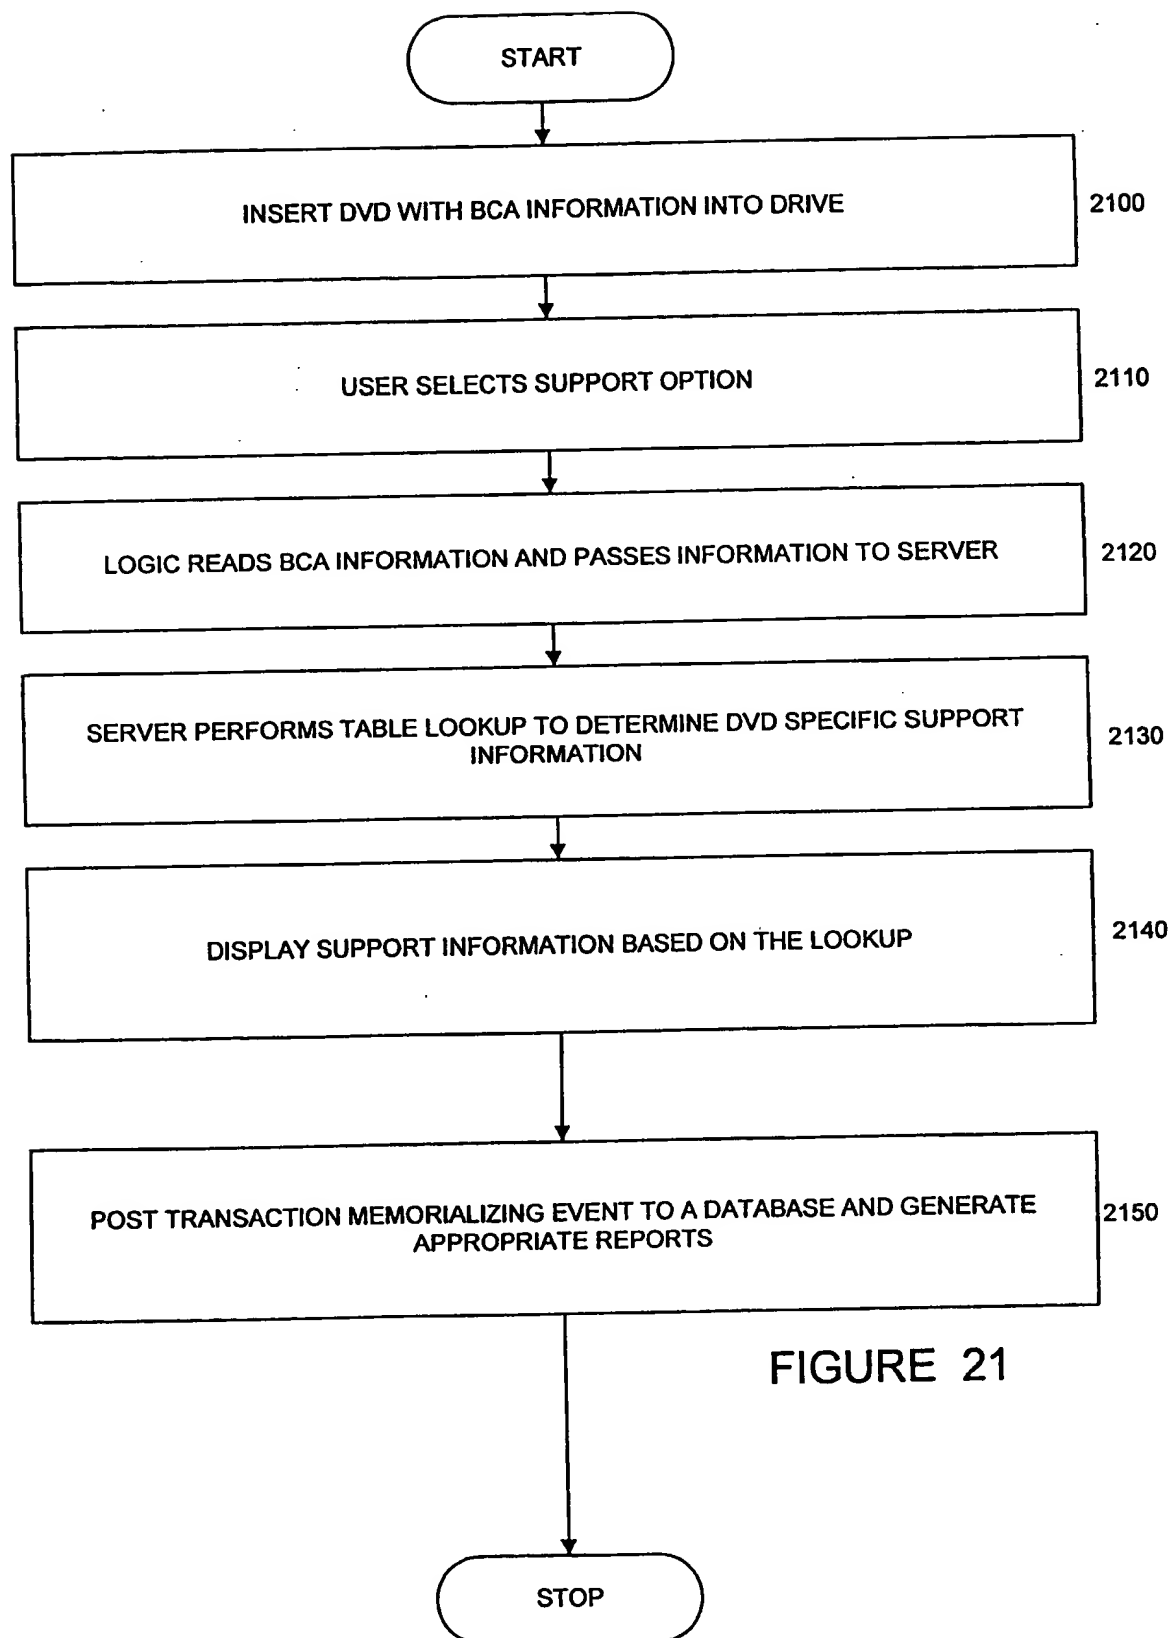 START
INSERT DVD WITH BCA INFORMATION INTO DRIVE
2100
USER SELECTS SUPPORT OPTION
2110
LOGIC READS BCA INFORMATION AND PASSES INFORMATION TO SERVER
2120
SERVER PERFORMS TABLE LOOKUP TO DETERMINE DVD SPECIFIC SUPPORT
INFORMATION
2130
DISPLAY SUPPORT INFORMATION BASED ON THE LOOKUP
2140
POST TRANSACTION MEMORIALIZING EVENT TO A DATABASE AND GENERATE
APPROPRIATE REPORTS
2150
FIGURE 21
STOP